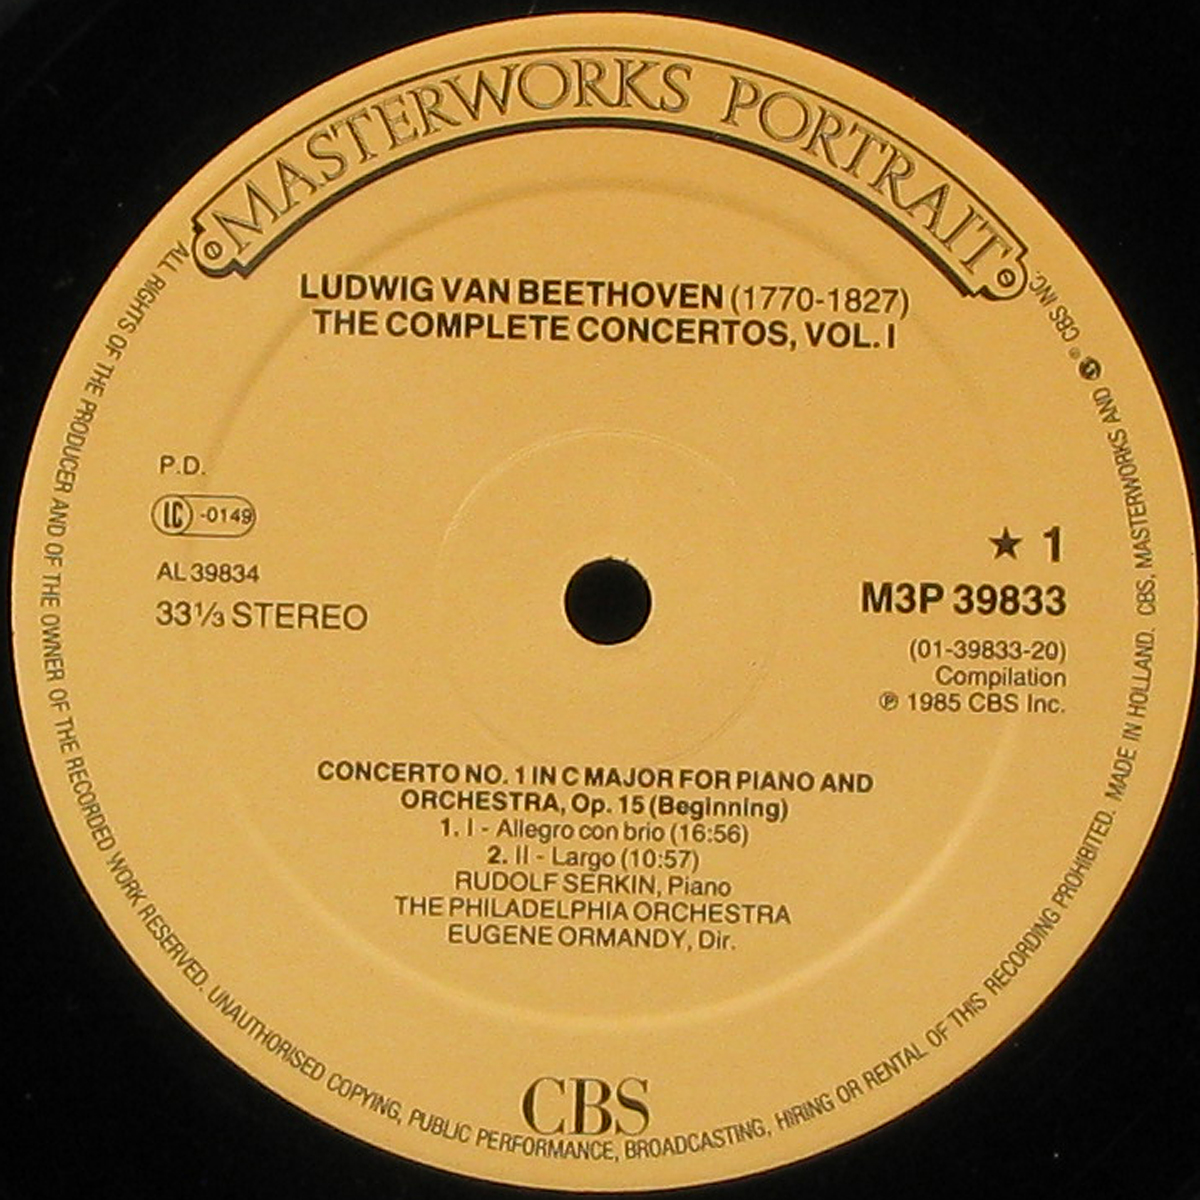 MASTERWORKS PORTRAIT
LUDWIG VAN BEETHOVEN (1770-1827)
THE COMPLETE CONCERTOS, VOL. I
P.D.
LC -0149
AL 39834
33⅓ STEREO
★ 1
M3P 39833
(01-39833-20)
Compilation
℗ 1985 CBS Inc.
CONCERTO NO. 1 IN C MAJOR FOR PIANO AND
ORCHESTRA, Op. 15 (Beginning)
1. I - Allegro con brio (16:56)
2. II - Largo (10:57)
RUDOLF SERKIN, Piano
THE PHILADELPHIA ORCHESTRA
EUGENE ORMANDY, Dir.
CBS
ALL RIGHTS OF THE PRODUCER AND OF THE OWNER OF THE RECORDED WORK RESERVED. UNAUTHORISED COPYING, PUBLIC PERFORMANCE, BROADCASTING, HIRING OR RENTAL OF THIS RECORDING PROHIBITED. MADE IN HOLLAND. CBS, MASTERWORKS AND ® CBS INC.